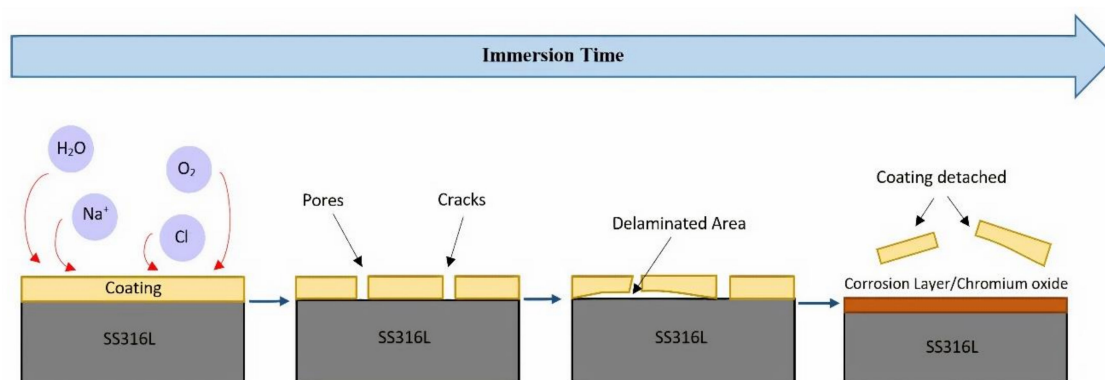 Immersion Time
H₂O
O₂
Na⁺
Cl
Coating
SS316L
Pores
Cracks
SS316L
Delaminated Area
SS316L
Coating detached
Corrosion Layer/Chromium oxide
SS316L